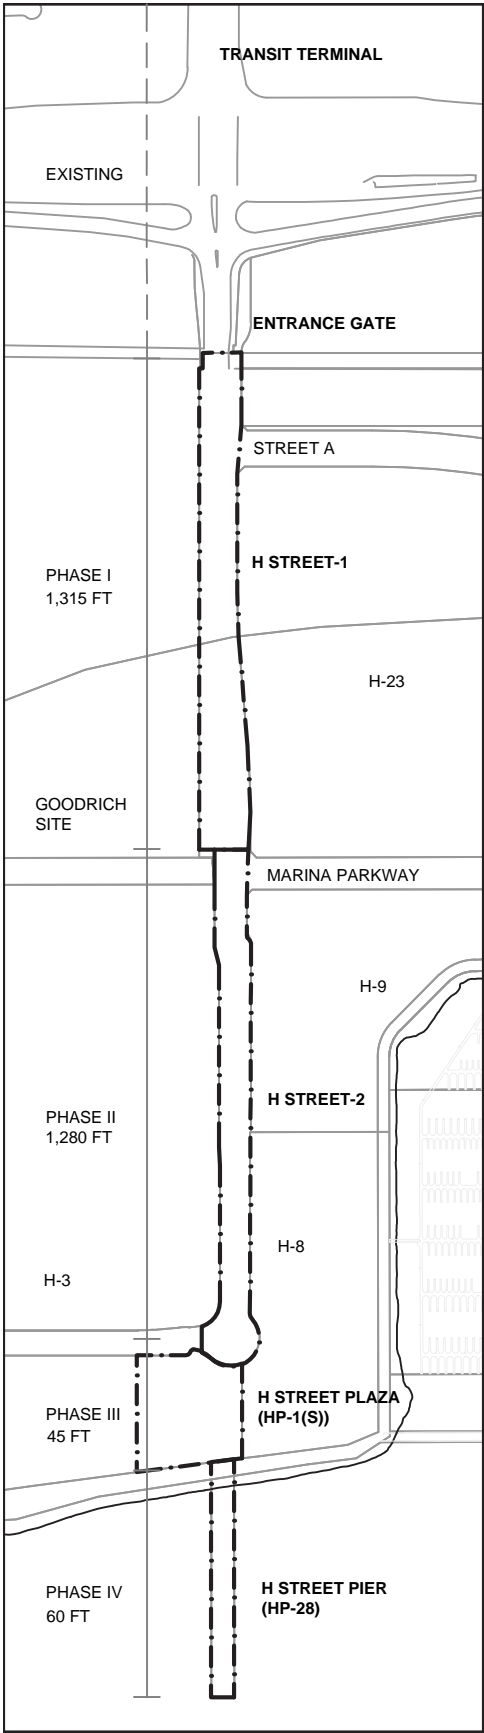 TRANSIT TERMINAL
EXISTING
ENTRANCE GATE
STREET A
H STREET-1
PHASE I
1,315 FT
H-23
GOODRICH
SITE
MARINA PARKWAY
H-9
H STREET-2
PHASE II
1,280 FT
H-8
H-3
H STREET PLAZA
(HP-1(S))
PHASE III
45 FT
H STREET PIER
(HP-28)
PHASE IV
60 FT